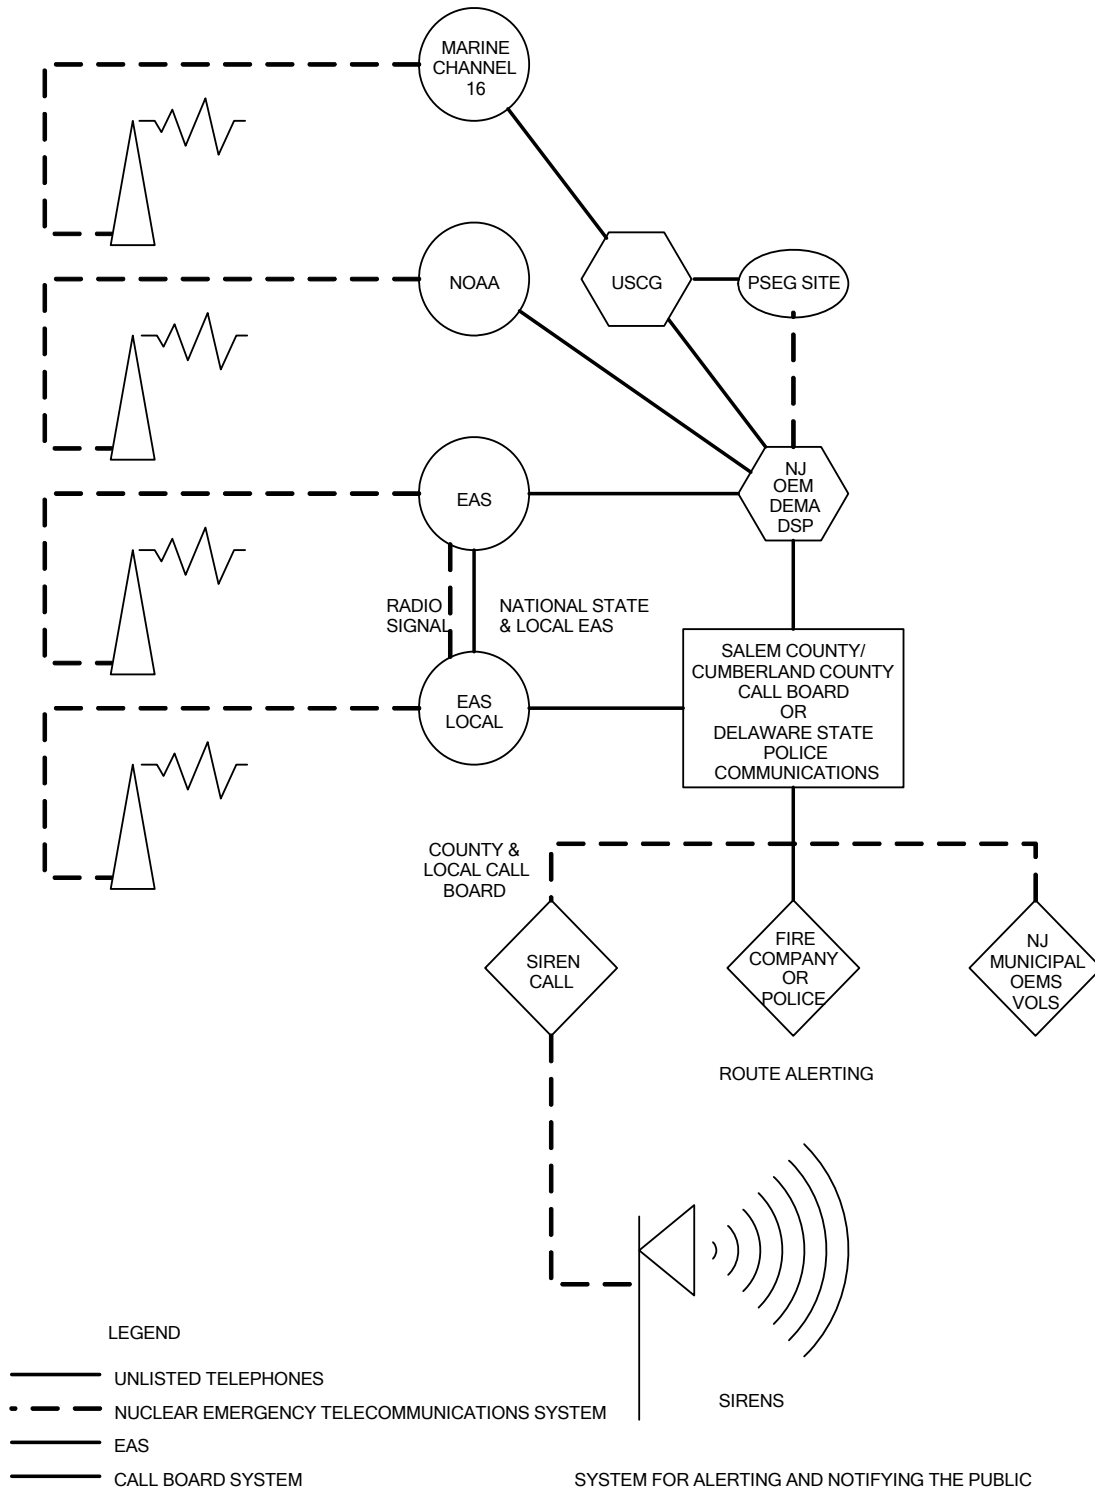 MARINE
CHANNEL
16
NOAA
USCG
PSEG SITE
EAS
NJ
OEM
DEMA
DSP
RADIO
SIGNAL
NATIONAL STATE
& LOCAL EAS
EAS
LOCAL
SALEM COUNTY/
CUMBERLAND COUNTY
CALL BOARD
OR
DELAWARE STATE
POLICE
COMMUNICATIONS
COUNTY &
LOCAL CALL
BOARD
SIREN
CALL
FIRE
COMPANY
OR
POLICE
NJ
MUNICIPAL
OEMS
VOLS
ROUTE ALERTING
SIRENS
LEGEND
UNLISTED TELEPHONES
NUCLEAR EMERGENCY TELECOMMUNICATIONS SYSTEM
EAS
CALL BOARD SYSTEM
SYSTEM FOR ALERTING AND NOTIFYING THE PUBLIC